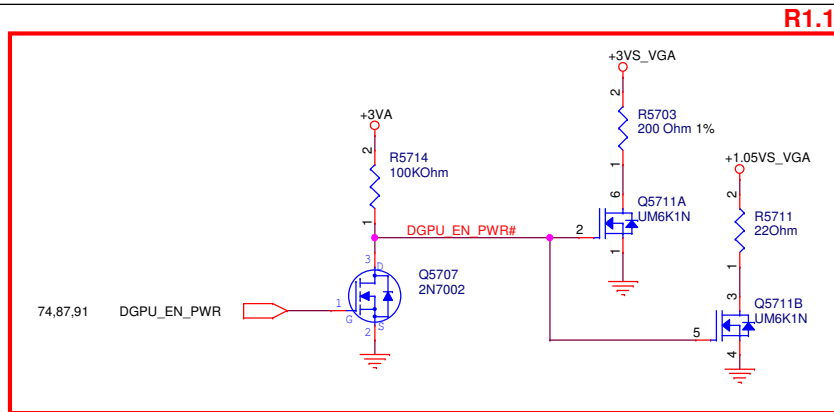 R1.1
+3VS_VGA
2
R5703
200 Ohm 1%
1
+3VA
2
R5714
100KOhm
1
+1.05VS_VGA
2
R5711
22Ohm
1
6
Q5711A
UM6K1N
2
1
DGPU_EN_PWR#
3
D
Q5707
2N7002
74,87,91
DGPU_EN_PWR
1
G
2
S
3
Q5711B
UM6K1N
5
4